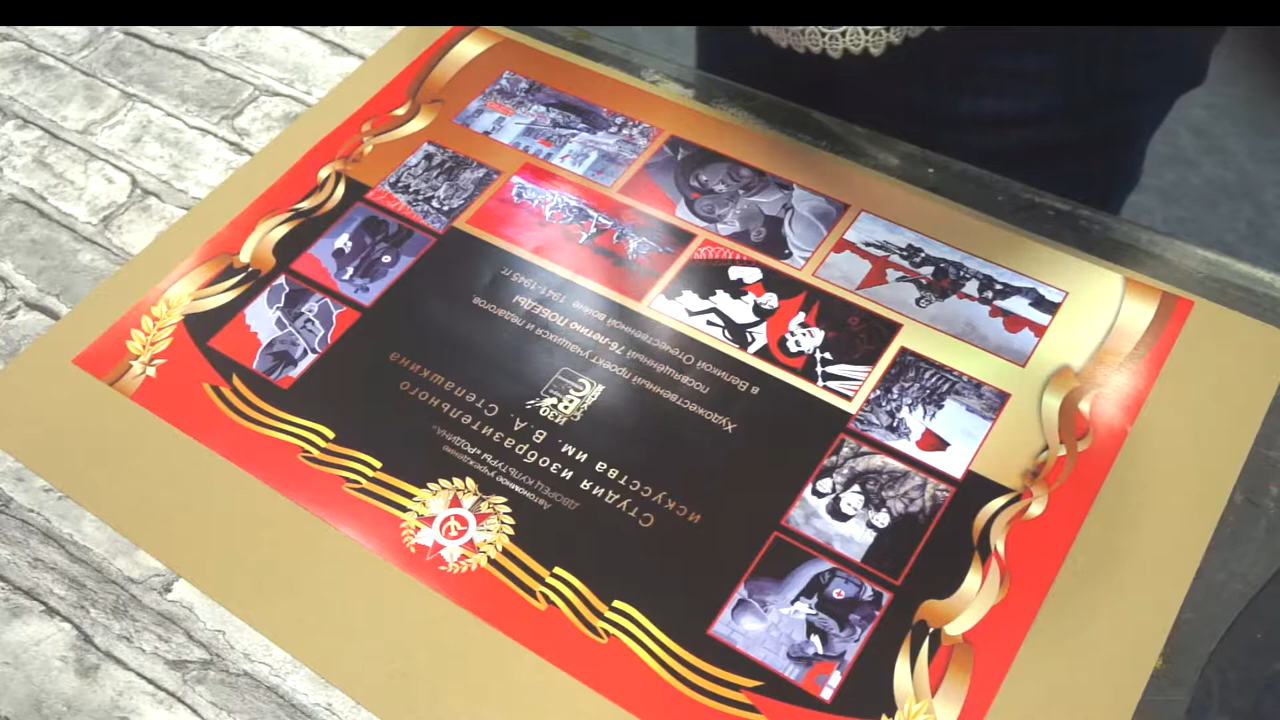 Автономное учреждение
ДВОРЕЦ КУЛЬТУРЫ «РОДИНА»
Студия изобразительного
искусства им. В.А. Степашкина
ИЗО
ВС
Художественный проект учащихся и педагогов,
посвящённый 76-летию ПОБЕДЫ
в Великой Отечественной войне 1941-1945 гг.